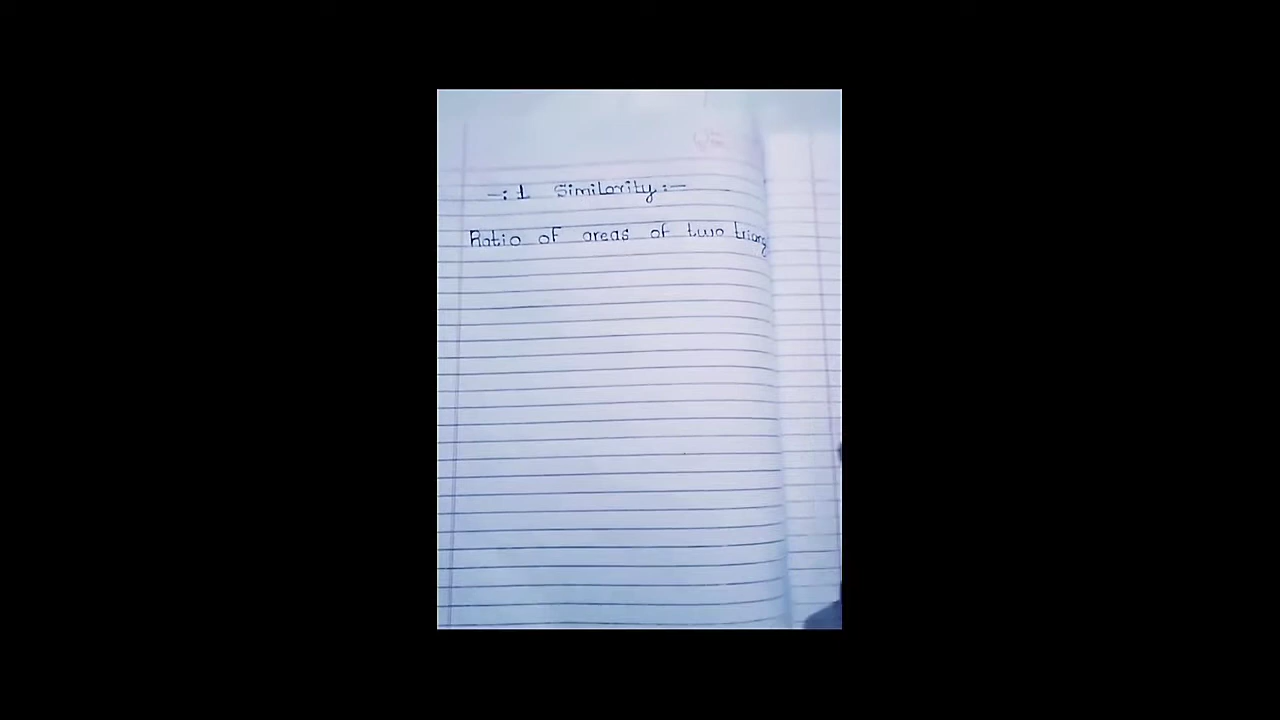 -: 1 Similarity :-
Ratio of areas of two triang